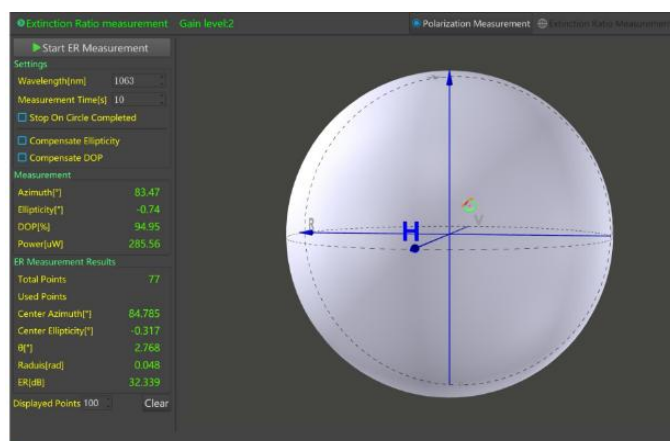 Extinction Ratio measurement Gain level:2
Polarization Measurement Extinction Ratio Measurement
Start ER Measurement
Settings
Wavelength[nm] 1063
Measurement Time[s] 10
Stop On Circle Completed
Compensate Ellipticity
Compensate DOP
Measurement
Azimuth[°] 83.47
Ellipticity[°] -0.74
DOP[%] 94.95
Power[uW] 285.56
ER Measurement Results
Total Points 77
Used Points
Center Azimuth[°] 84.785
Center Ellipticity[°] -0.317
θ[°] 2.768
Raduis[rad] 0.048
ER[dB] 32.339
Displayed Points 100 Clear
R
H
V